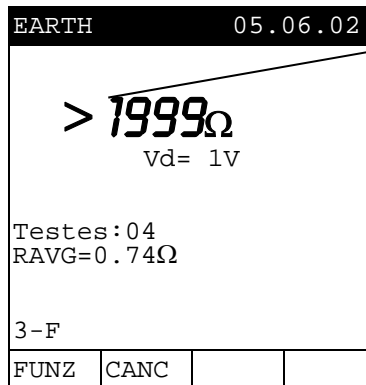 EARTH 05.06.02
> 1999Ω
Vd= 1V
Testes:04
RAVG=0.74Ω
3-F
FUNZ CANC